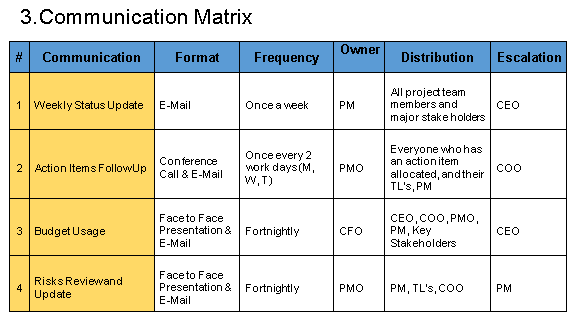 3.Communication Matrix
# Communication Format Frequency Owner Distribution Escalation
1 Weekly Status Update E-Mail Once a week PM All project team
members and
major stake holders CEO
2 Action Items FollowUp Conference
Call & E-Mail Once every 2
work days (M,
W, T) PMO Everyone who has
an action item
allocated, and their
TL's, PM COO
3 Budget Usage Face to Face
Presentation &
E-Mail Fortnightly CFO CEO, COO, PMO,
PM, Key
Stakeholders CEO
4 Risks Reviewand
Update Face to Face
Presentation &
E-Mail Fortnightly PMO PM, TL's, COO PM